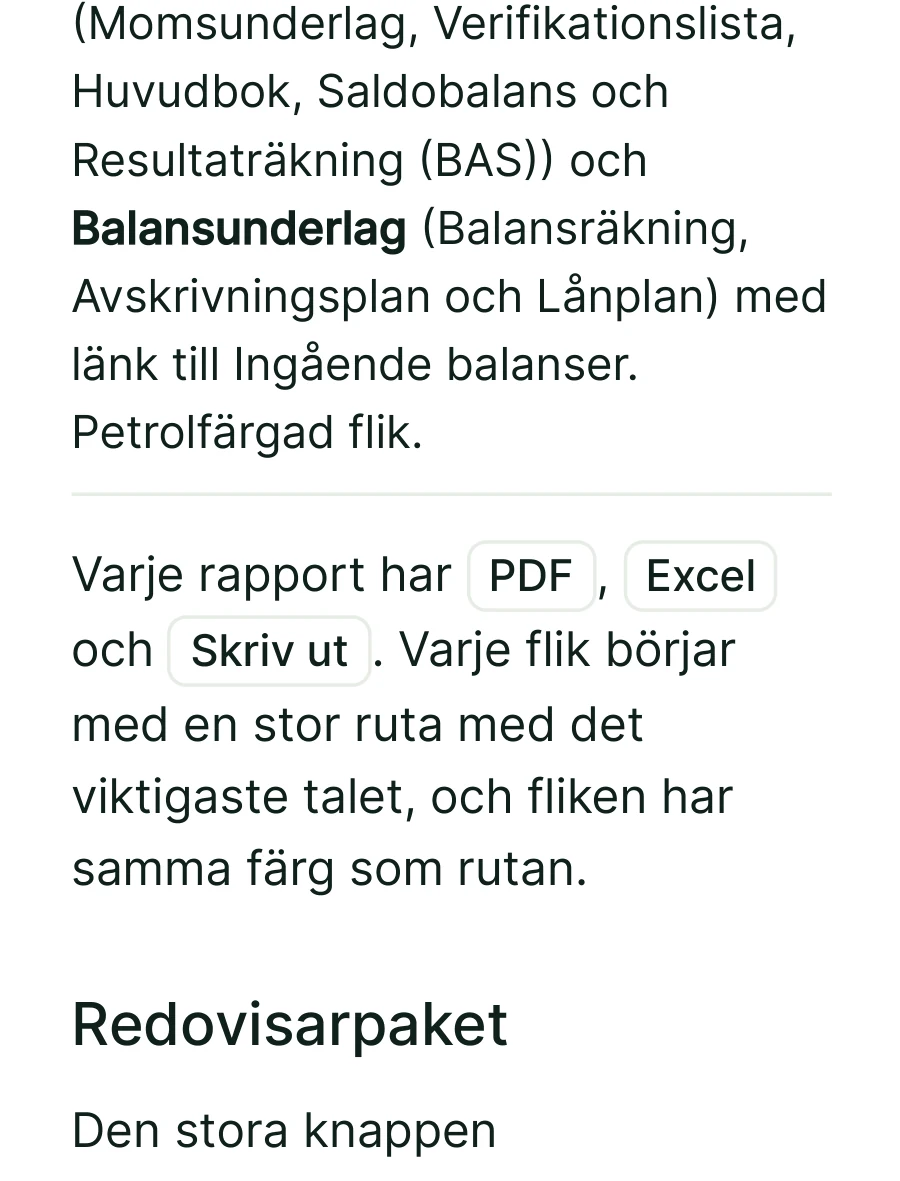 (Momsunderlag, Verifikationslista,
Huvudbok, Saldobalans och
Resultaträkning (BAS)) och
Balansunderlag (Balansräkning,
Avskrivningsplan och Lånplan) med
länk till Ingående balanser.
Petrolfärgad flik.
Varje rapport har PDF, Excel
och Skriv ut. Varje flik börjar
med en stor ruta med det
viktigaste talet, och fliken har
samma färg som rutan.
Redovisarpaket
Den stora knappen